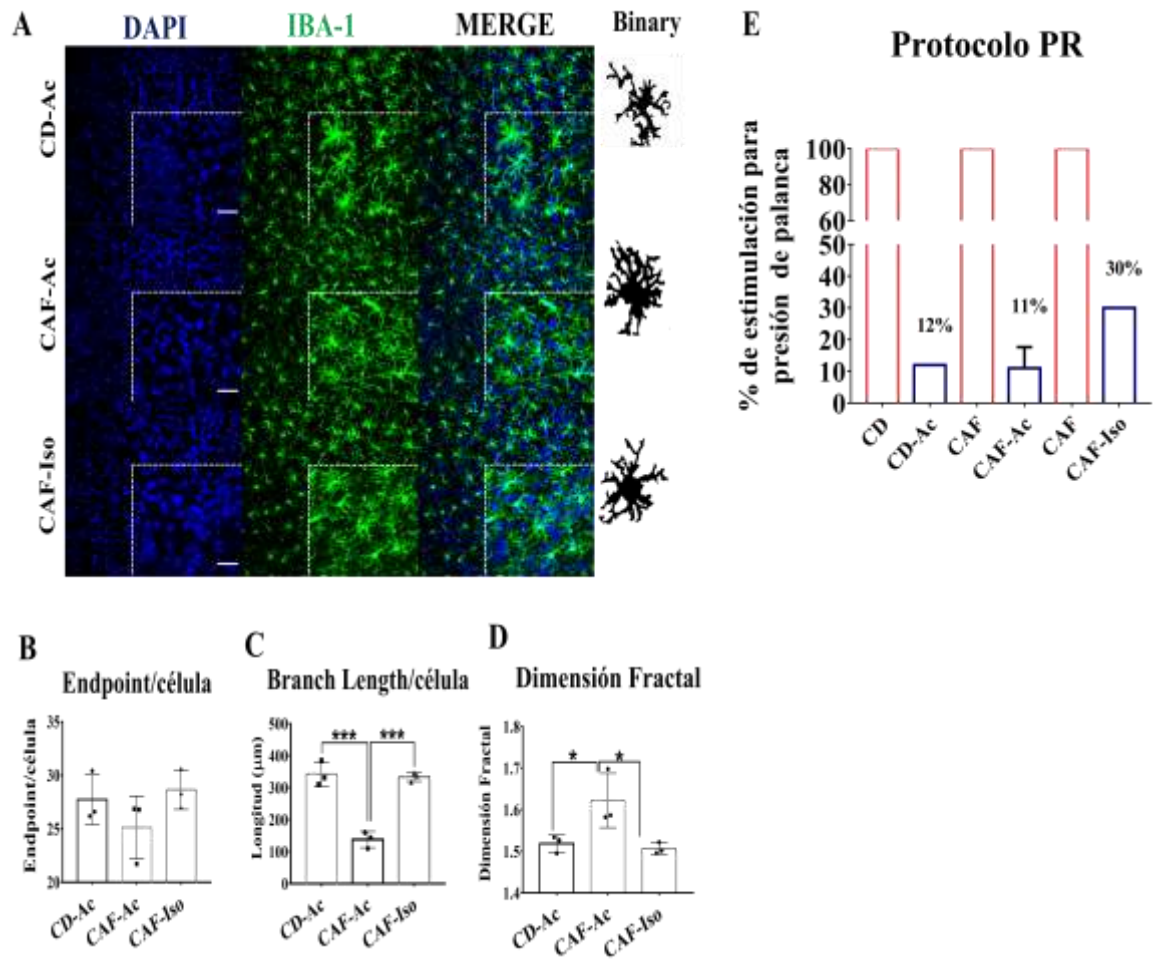 A
DAPI
IBA-1
MERGE
Binary
CD-Ac
CAF-Ac
CAF-Iso
E
Protocolo PR
% de estimulación para
presión de palanca
100
80
60
50
40
30
20
10
0
12%
11%
30%
CD
CD-Ac
CAF
CAF-Ac
CAF
CAF-Iso
B
Endpoint/célula
Endpoint/célula
35
30
25
20
CD-Ac
CAF-Ac
CAF-Iso
C
Branch Length/célula
Longitud (µm)
500
400
300
200
100
0
*** ***
CD-Ac
CAF-Ac
CAF-Iso
D
Dimensión Fractal
Dimensión Fractal
1.8
1.7
1.6
1.5
1.4
* *
CD-Ac
CAF-Ac
CAF-Iso